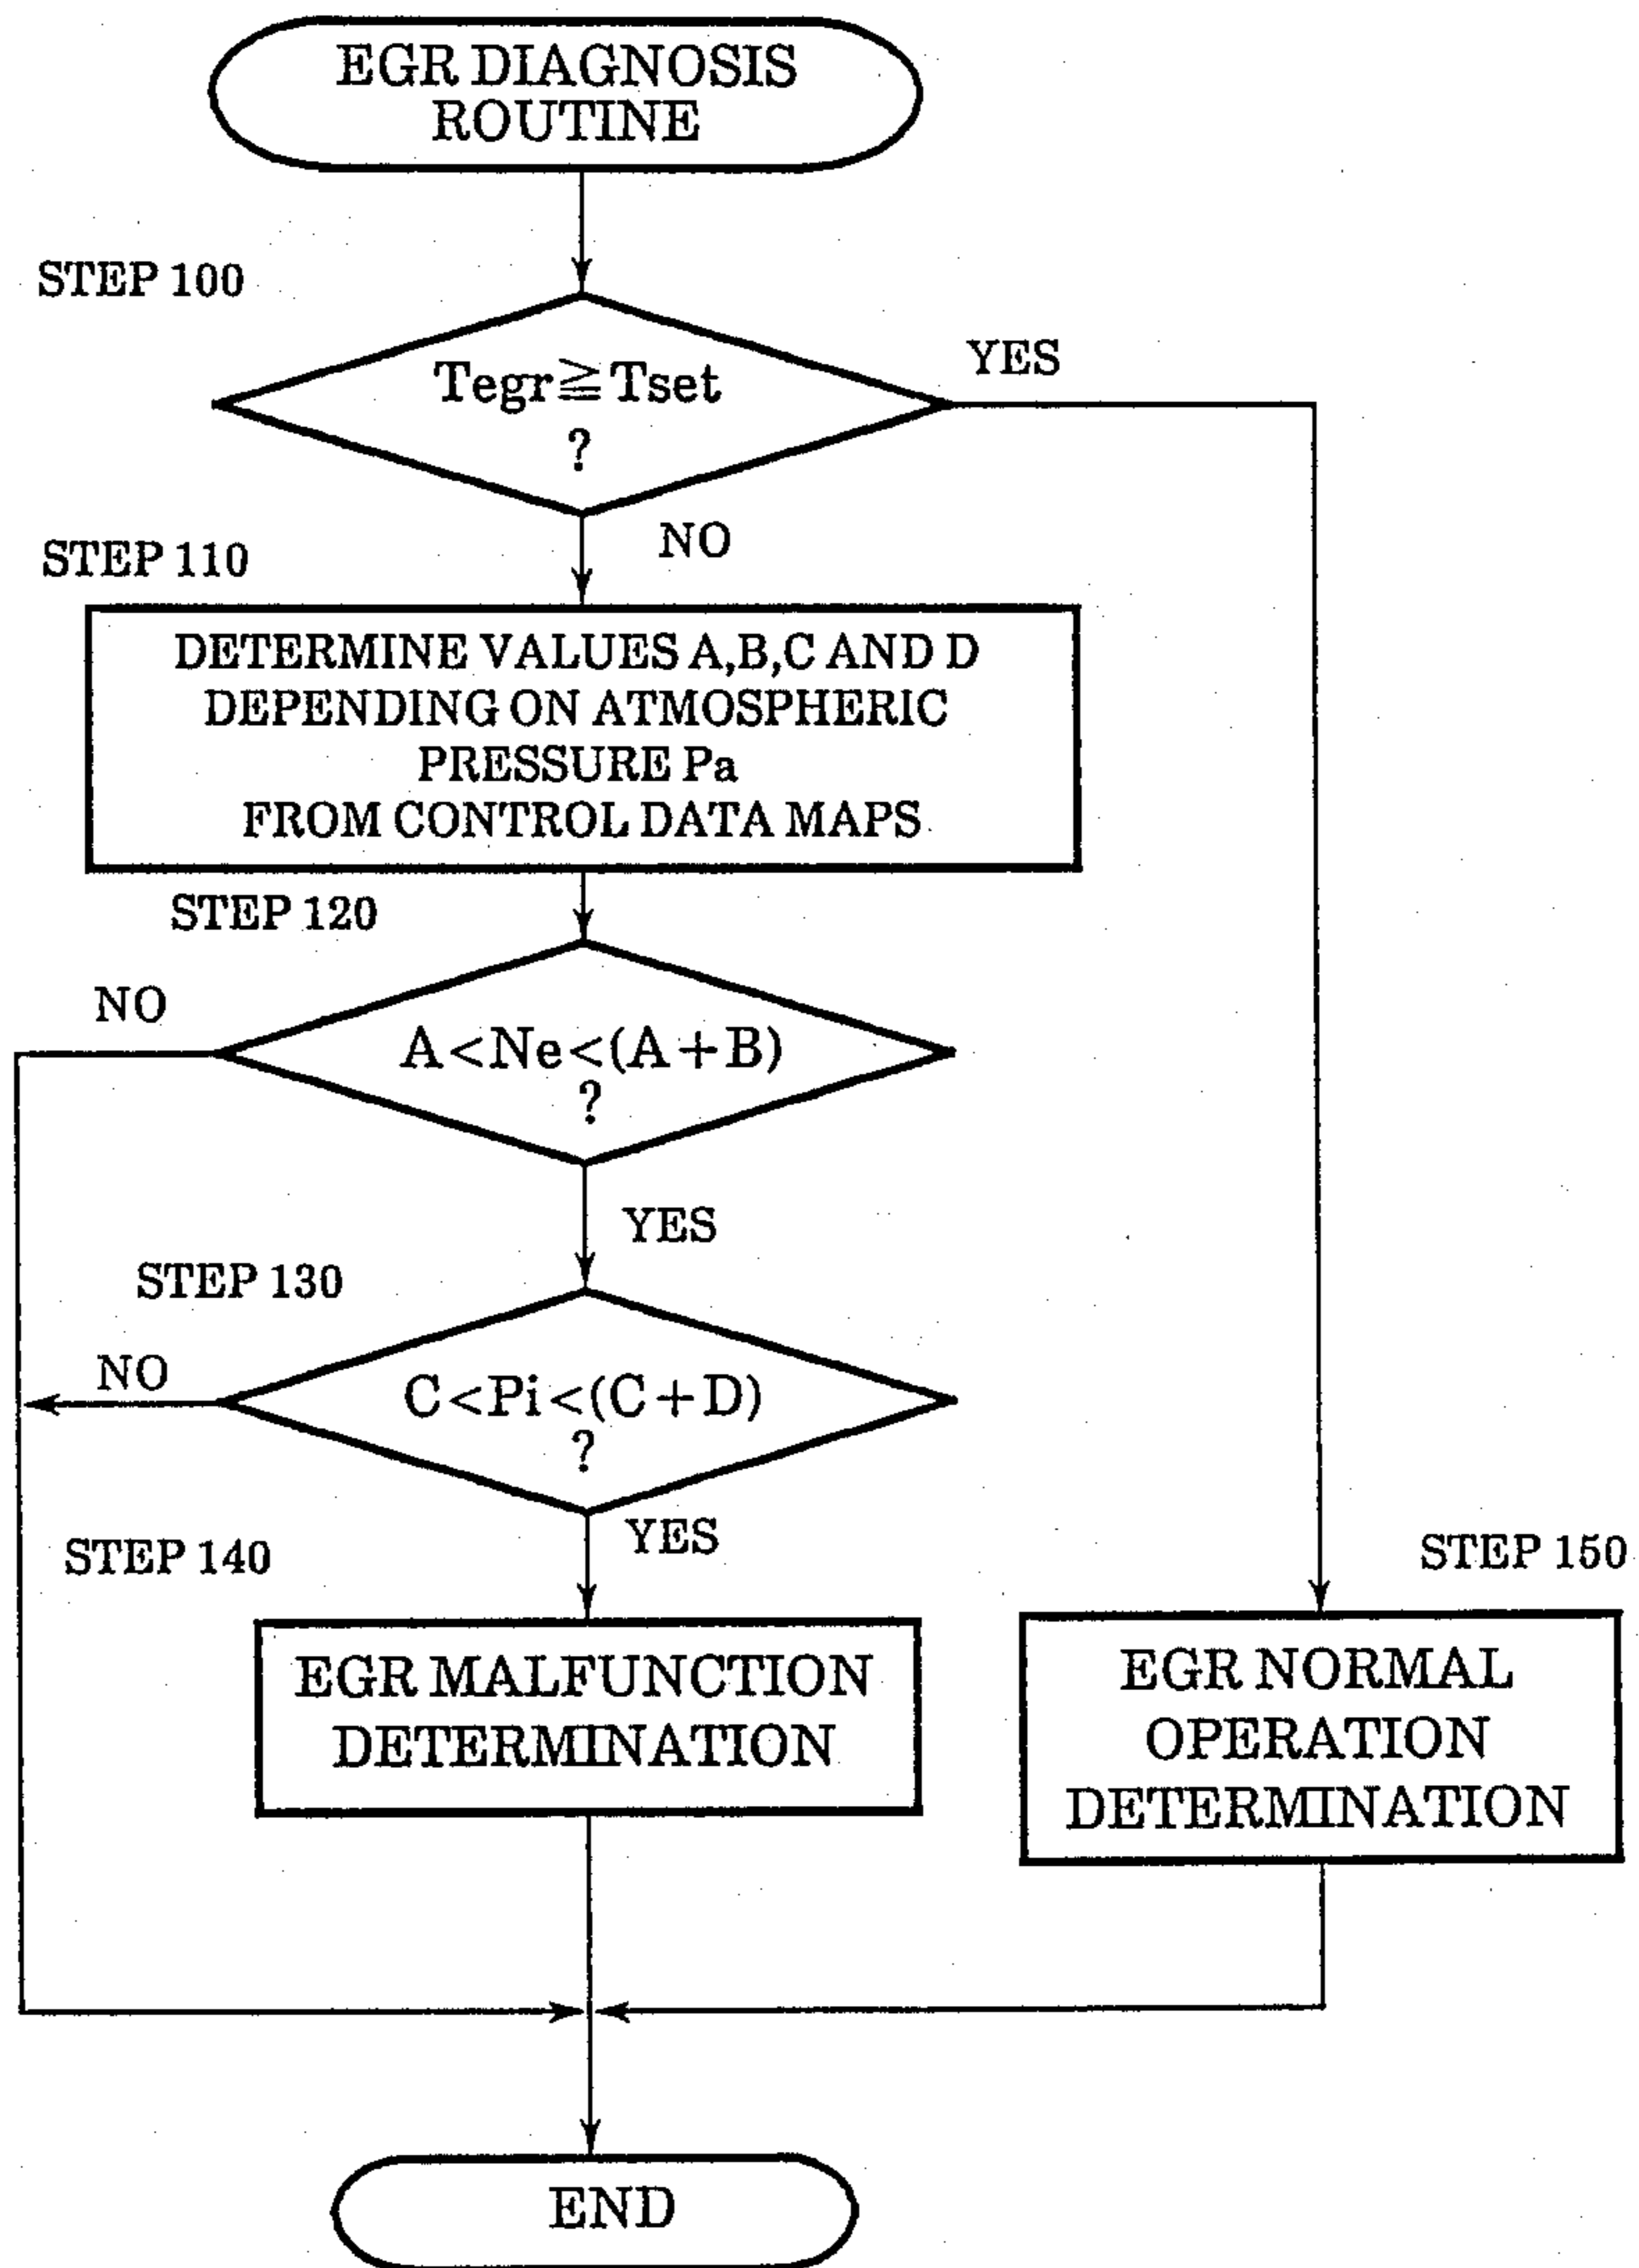 EGR DIAGNOSIS
ROUTINE
STEP 100
Tegr≧Tset
?
YES
NO
STEP 110
DETERMINE VALUES A,B,C AND D
DEPENDING ON ATMOSPHERIC
PRESSURE Pa
FROM CONTROL DATA MAPS
STEP 120
NO
A<Ne<(A+B)
?
YES
STEP 130
NO
C<Pi<(C+D)
?
YES
STEP 140
STEP 150
EGR MALFUNCTION
DETERMINATION
EGR NORMAL
OPERATION
DETERMINATION
END